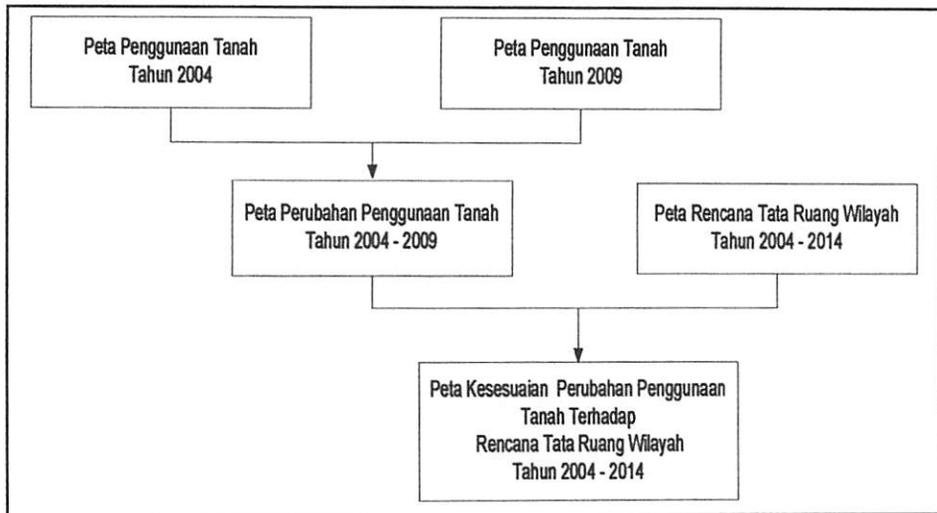 Peta Penggunaan Tanah
Tahun 2004
Peta Penggunaan Tanah
Tahun 2009
Peta Perubahan Penggunaan Tanah
Tahun 2004 - 2009
Peta Rencana Tata Ruang Wilayah
Tahun 2004 - 2014
Peta Kesesuaian Perubahan Penggunaan
Tanah Terhadap
Rencana Tata Ruang Wilayah
Tahun 2004 - 2014